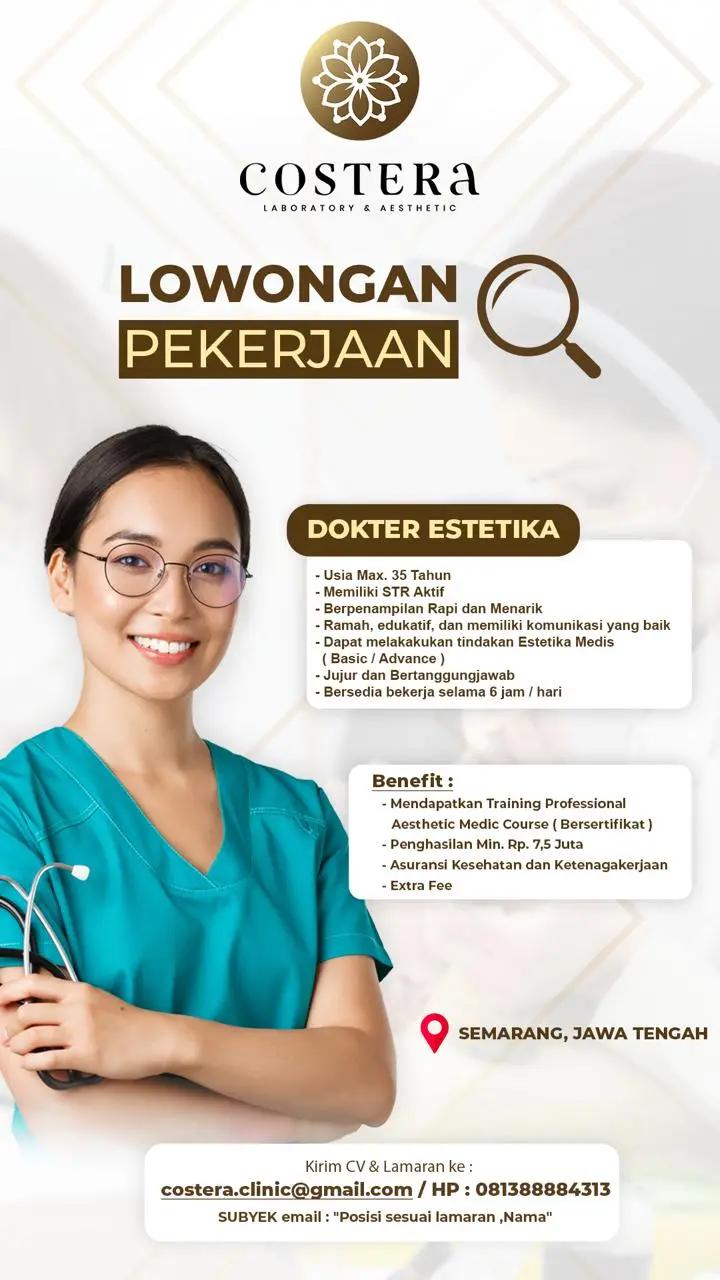 COSTERA
LABORATORY & AESTHETIC
LOWONGAN
PEKERJAAN
DOKTER ESTETIKA
- Usia Max. 35 Tahun
- Memiliki STR Aktif
- Berpenampilan Rapi dan Menarik
- Ramah, edukatif, dan memiliki komunikasi yang baik
- Dapat melakakukan tindakan Estetika Medis
( Basic / Advance )
- Jujur dan Bertanggungjawab
- Bersedia bekerja selama 6 jam / hari
Benefit :
- Mendapatkan Training Professional
Aesthetic Medic Course ( Bersertifikat )
- Penghasilan Min. Rp. 7,5 Juta
- Asuransi Kesehatan dan Ketenagakerjaan
- Extra Fee
SEMARANG, JAWA TENGAH
Kirim CV & Lamaran ke :
costera.clinic@gmail.com / HP : 081388884313
SUBYEK email : "Posisi sesuai lamaran ,Nama"